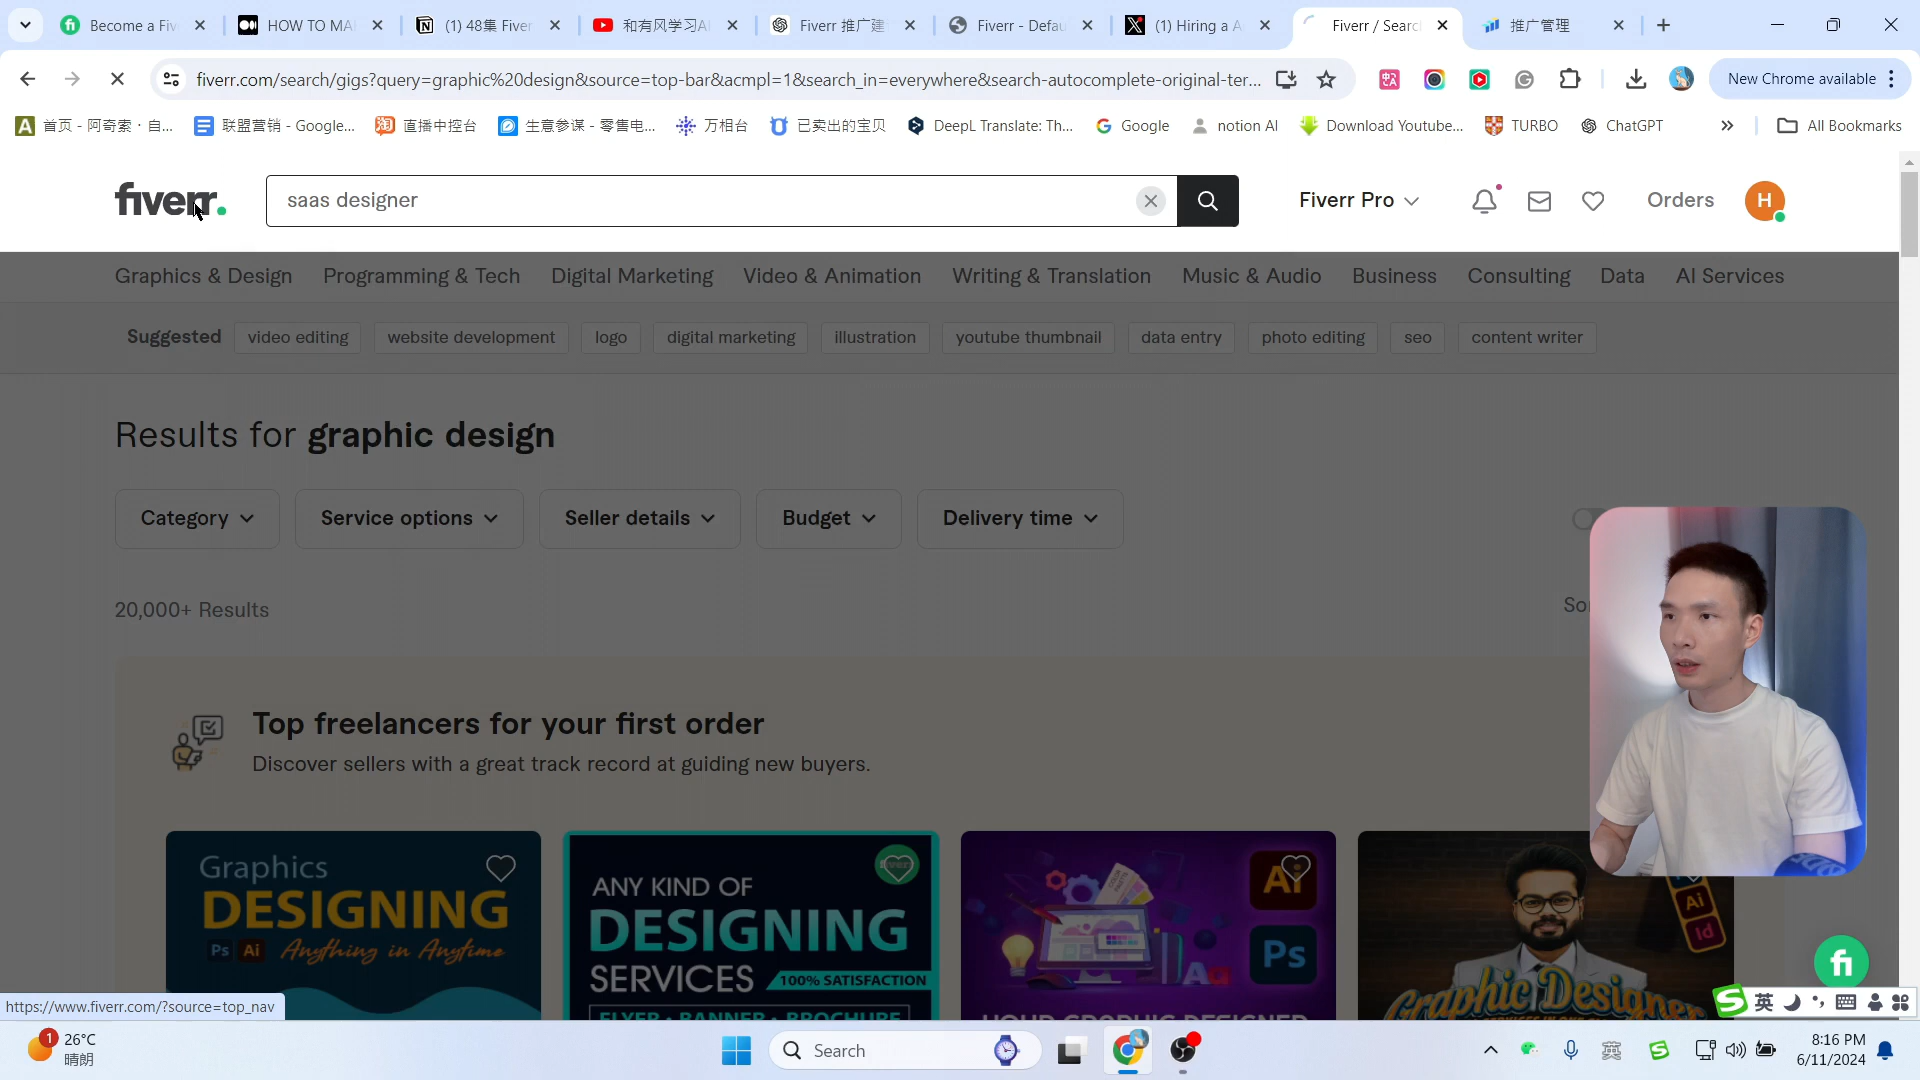 Become a Fiv
HOW TO MA
(1) 48集 Fiver
和有风学习AI
Fiverr 推广建
Fiverr - Defau
(1) Hiring a A
Fiverr / Searc
推广管理
fiverr.com/search/gigs?query=graphic%20design&source=top-bar&acmpl=1&search_in=everywhere&search-autocomplete-original-ter...
New Chrome available
首页 - 阿奇索・自...
联盟营销 - Google...
直播中控台
生意参谋 - 零售电...
万相台
已卖出的宝贝
DeepL Translate: Th...
Google
notion AI
Download Youtube...
TURBO
ChatGPT
All Bookmarks
fiverr.
saas designer
Fiverr Pro
Orders
H
Graphics & Design
Programming & Tech
Digital Marketing
Video & Animation
Writing & Translation
Music & Audio
Business
Consulting
Data
AI Services
Suggested
video editing
website development
logo
digital marketing
illustration
youtube thumbnail
data entry
photo editing
seo
content writer
Results for graphic design
Category
Service options
Seller details
Budget
Delivery time
20,000+ Results
Top freelancers for your first order
Discover sellers with a great track record at guiding new buyers.
Graphics
DESIGNING
Ps Ai Anything in Anytime
ANY KIND OF
DESIGNING
SERVICES
100% SATISFACTION
FLYER • BANNER • BROCHURE
Ai
Ps
YOUR GRAPHIC DESIGNER
Ai
Id
Graphic Designer
fi
https://www.fiverr.com/?source=top_nav
英
1
26°C
晴朗
Search
英
8:16 PM
6/11/2024